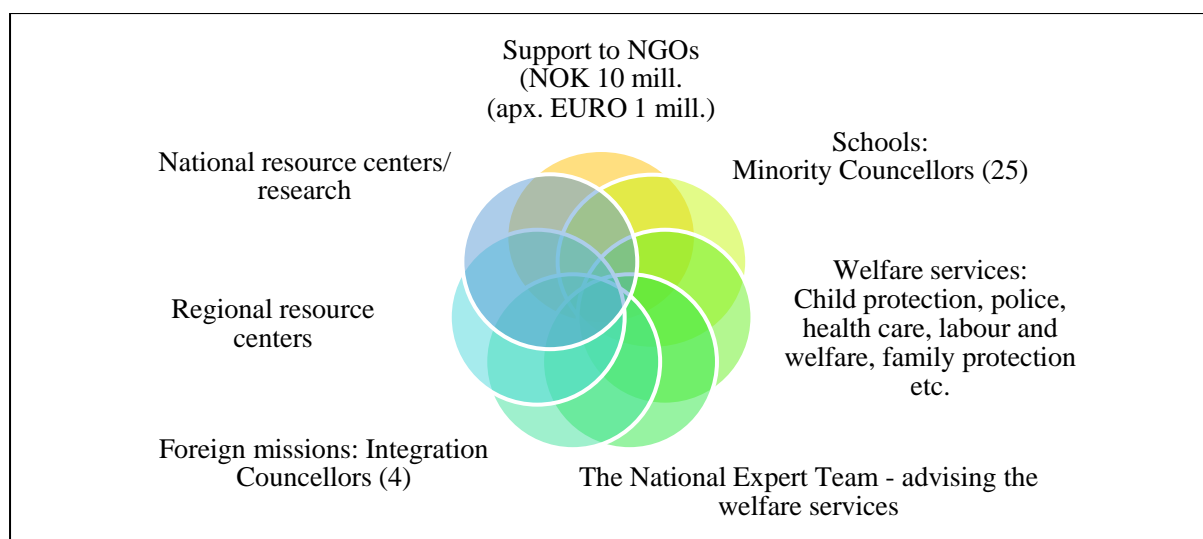 Support to NGOs
(NOK 10 mill.
(apx. EURO 1 mill.)
Schools:
Minority Councellors (25)
Welfare services:
Child protection, police,
health care, labour and
welfare, family protection
etc.
The National Expert Team - advising the
welfare services
Foreign missions: Integration
Councellors (4)
Regional resource
centers
National resource centers/
research